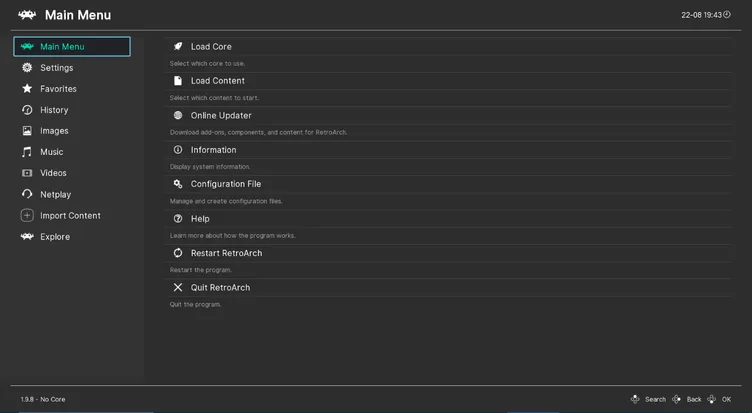 Main Menu
22-08 19:43
Main Menu
Settings
Favorites
History
Images
Music
Videos
Netplay
Import Content
Explore
Load Core
Select which core to use.
Load Content
Select which content to start.
Online Updater
Download add-ons, components, and content for RetroArch.
Information
Display system information.
Configuration File
Manage and create configuration files.
Help
Learn more about how the program works.
Restart RetroArch
Restart the program.
Quit RetroArch
Quit the program.
1.9.8 - No Core
Search Back OK